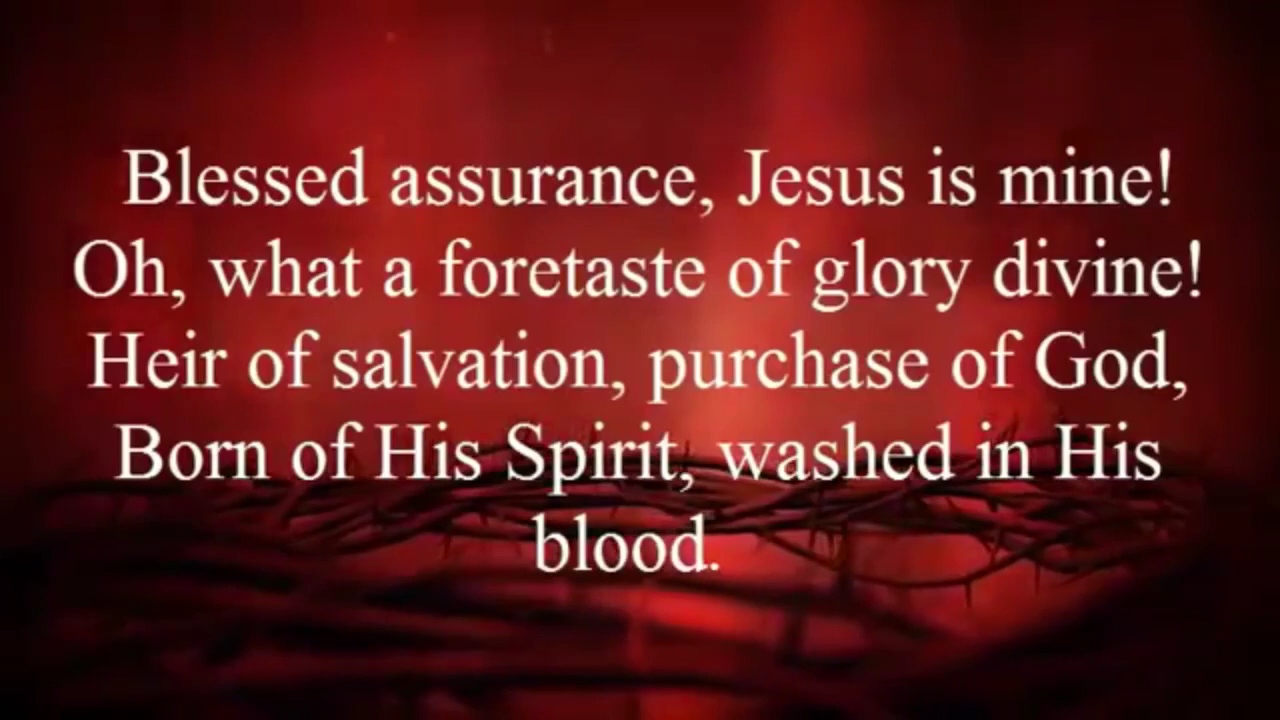 Blessed assurance, Jesus is mine!
Oh, what a foretaste of glory divine!
Heir of salvation, purchase of God,
Born of His Spirit, washed in His
blood.